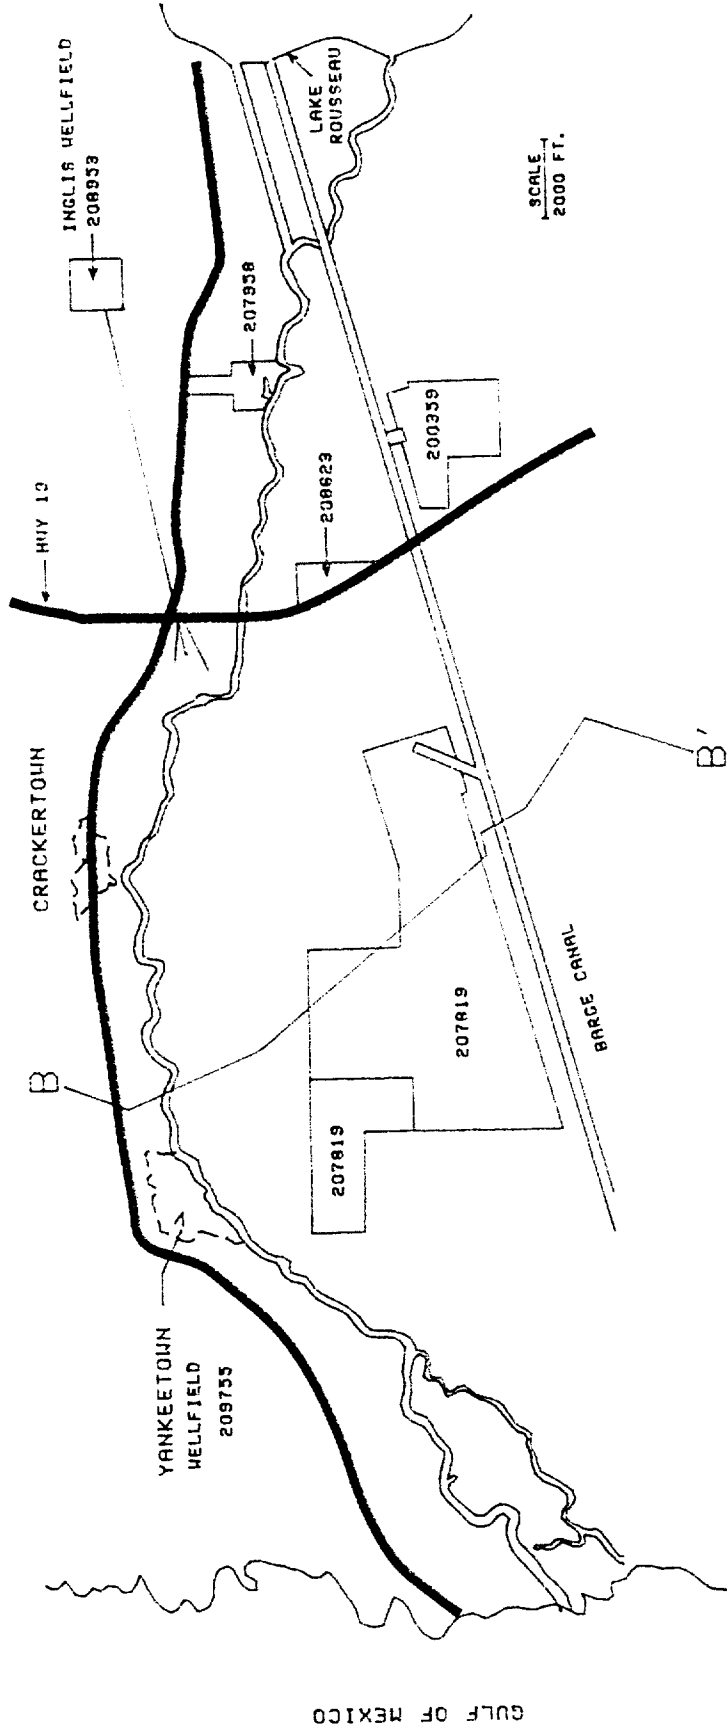 GULF OF MEXICO
YANKEETOWN
WELLFIELD
209755
B
CRACKERTOWN
HWY 19
INGLIS WELLFIELD
208953
207958
208623
200359
LAKE
ROUSSEAU
SCALE
2000 FT.
207819
207A19
BARGE CANAL
B'